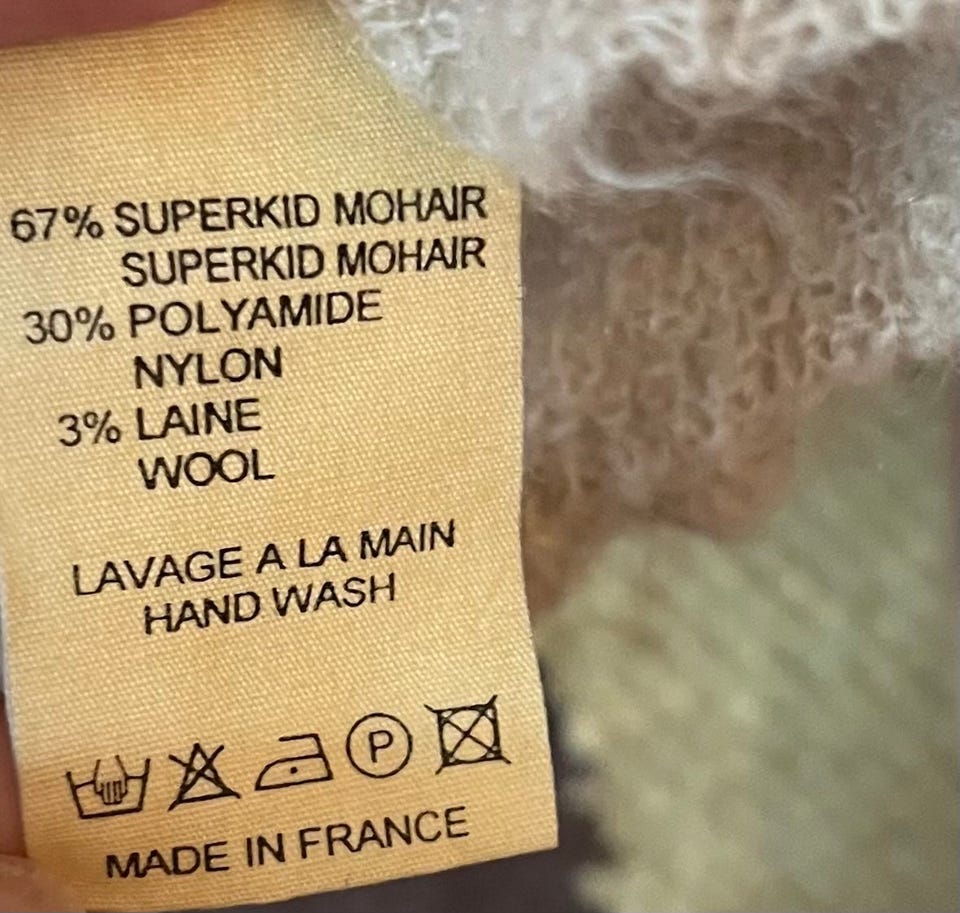 67% SUPERKID MOHAIR
SUPERKID MOHAIR
30% POLYAMIDE
NYLON
3% LAINE
WOOL
LAVAGE A LA MAIN
HAND WASH
P
MADE IN FRANCE